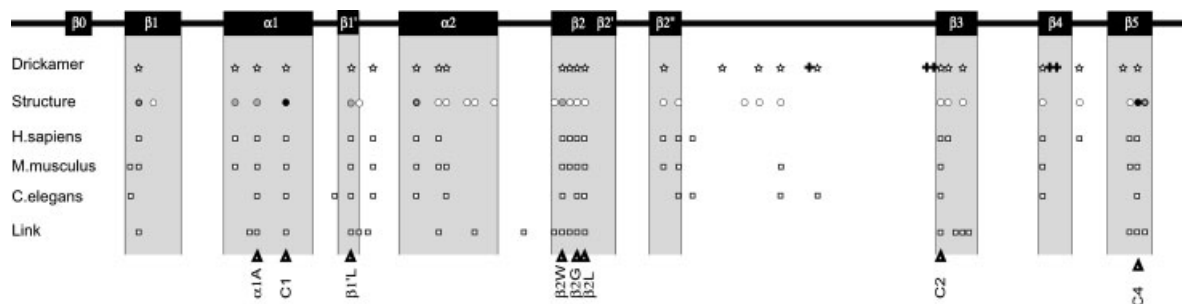 β0 β1 α1 β1' α2 β2 β2' β2" β3 β4 β5
Drickamer
Structure
H.sapiens
M.musculus
C.elegans
Link
α1A C1 β1'L β2W β2G β2L C2 C4